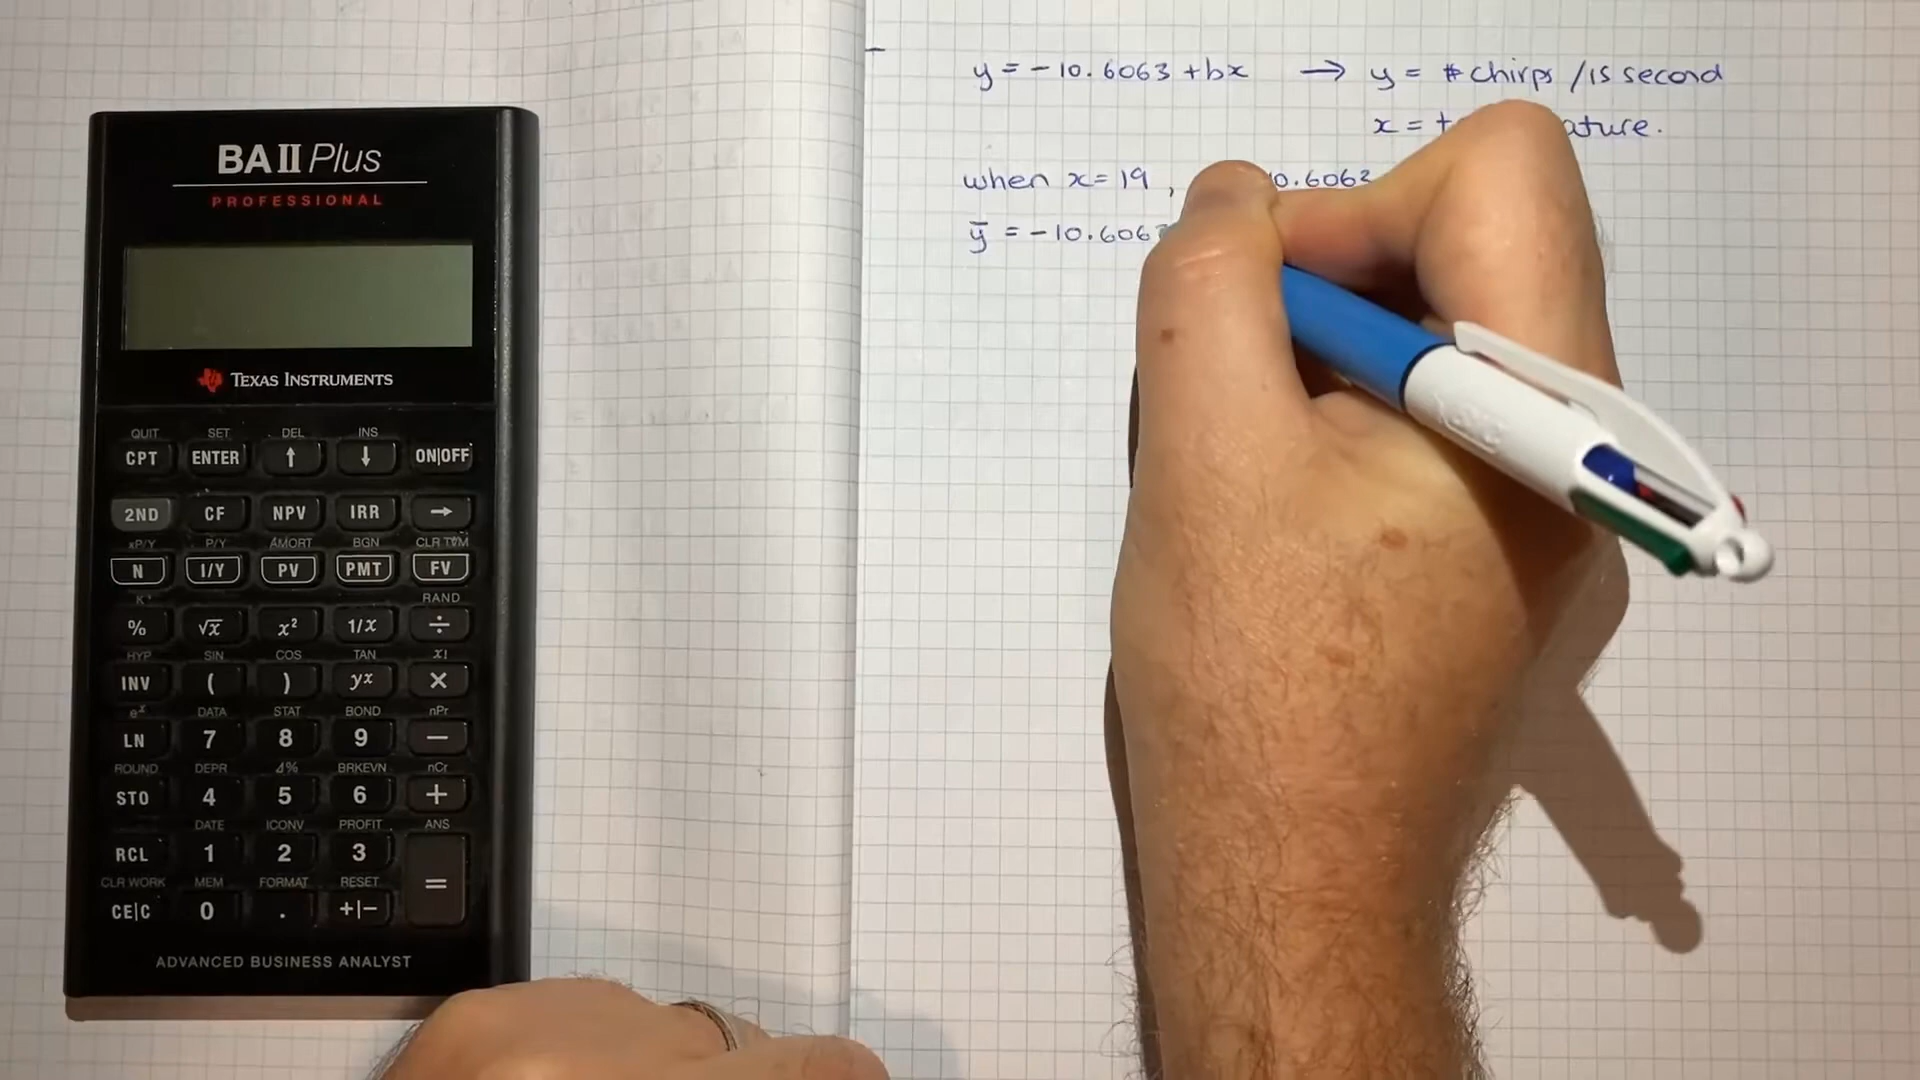 BA II Plus
PROFESSIONAL
TEXAS INSTRUMENTS
QUIT SET DEL INS
CPT ENTER ↑ ↓ ON|OFF
2ND CF NPV IRR →
xP/Y P/Y AMORT BGN CLR TVM
N I/Y PV PMT FV
K RAND
% √x x² 1/x ÷
HYP SIN COS TAN x!
INV ( ) yˣ ×
eˣ DATA STAT BOND nPr
LN 7 8 9 −
ROUND DEPR Δ% BRKEVN nCr
STO 4 5 6 +
DATE ICONV PROFIT ANS
RCL 1 2 3 =
CLR WORK MEM FORMAT RESET
CE|C 0 . +|−
ADVANCED BUSINESS ANALYST
y = -10.6063 + bx → y = # chirps /15 second
x =
when x = 19 ,
ȳ = -10.606